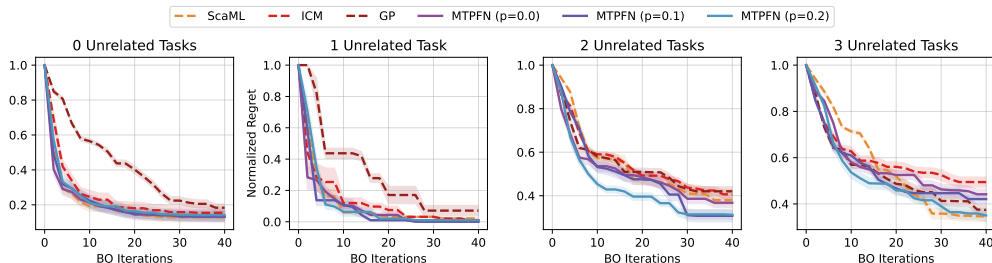 ScaML ICM GP MTPFN (p=0.0) MTPFN (p=0.1) MTPFN (p=0.2)
0 Unrelated Tasks
1.0
0.8
0.6
0.4
0.2
0 10 20 30 40
BO Iterations
1 Unrelated Task
Normalized Regret
1.0
0.8
0.6
0.4
0.2
0.0
0 10 20 30 40
BO Iterations
2 Unrelated Tasks
1.0
0.8
0.6
0.4
0 10 20 30 40
BO Iterations
3 Unrelated Tasks
1.0
0.8
0.6
0.4
0 10 20 30 40
BO Iterations